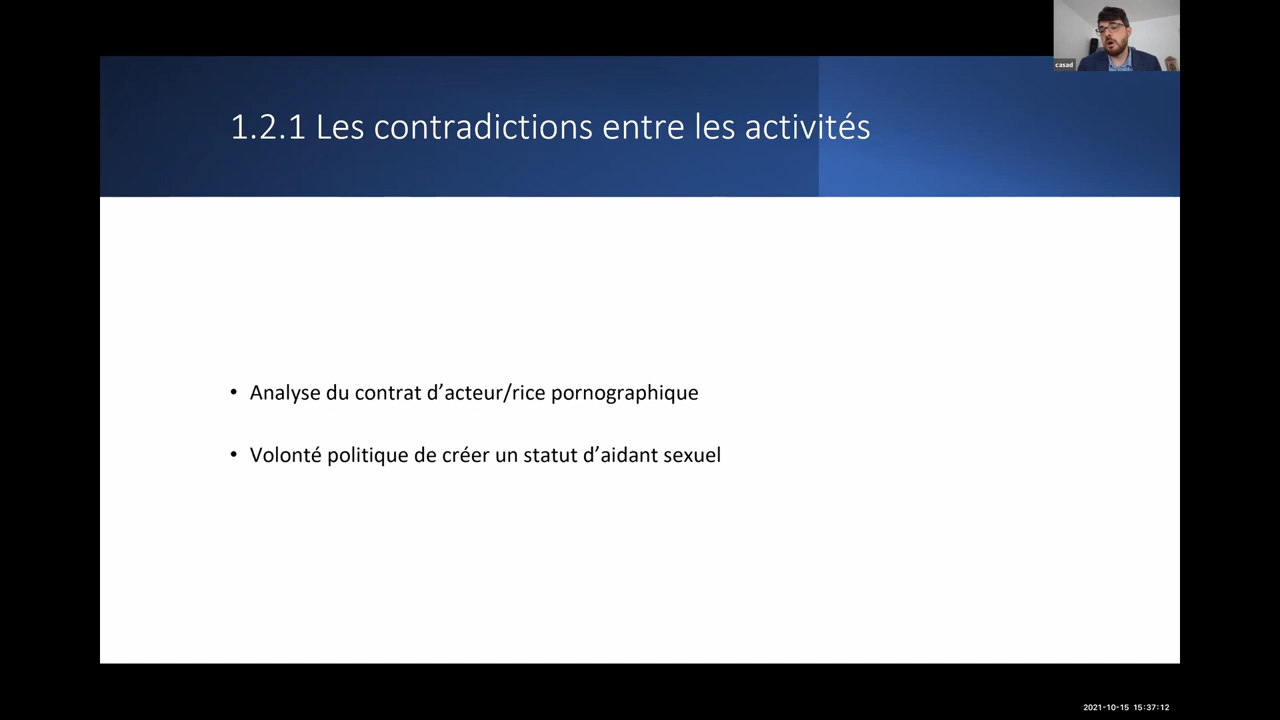 casad
1.2.1 Les contradictions entre les activités
• Analyse du contrat d’acteur/rice pornographique
• Volonté politique de créer un statut d’aidant sexuel
2021-10-15 15:37:12